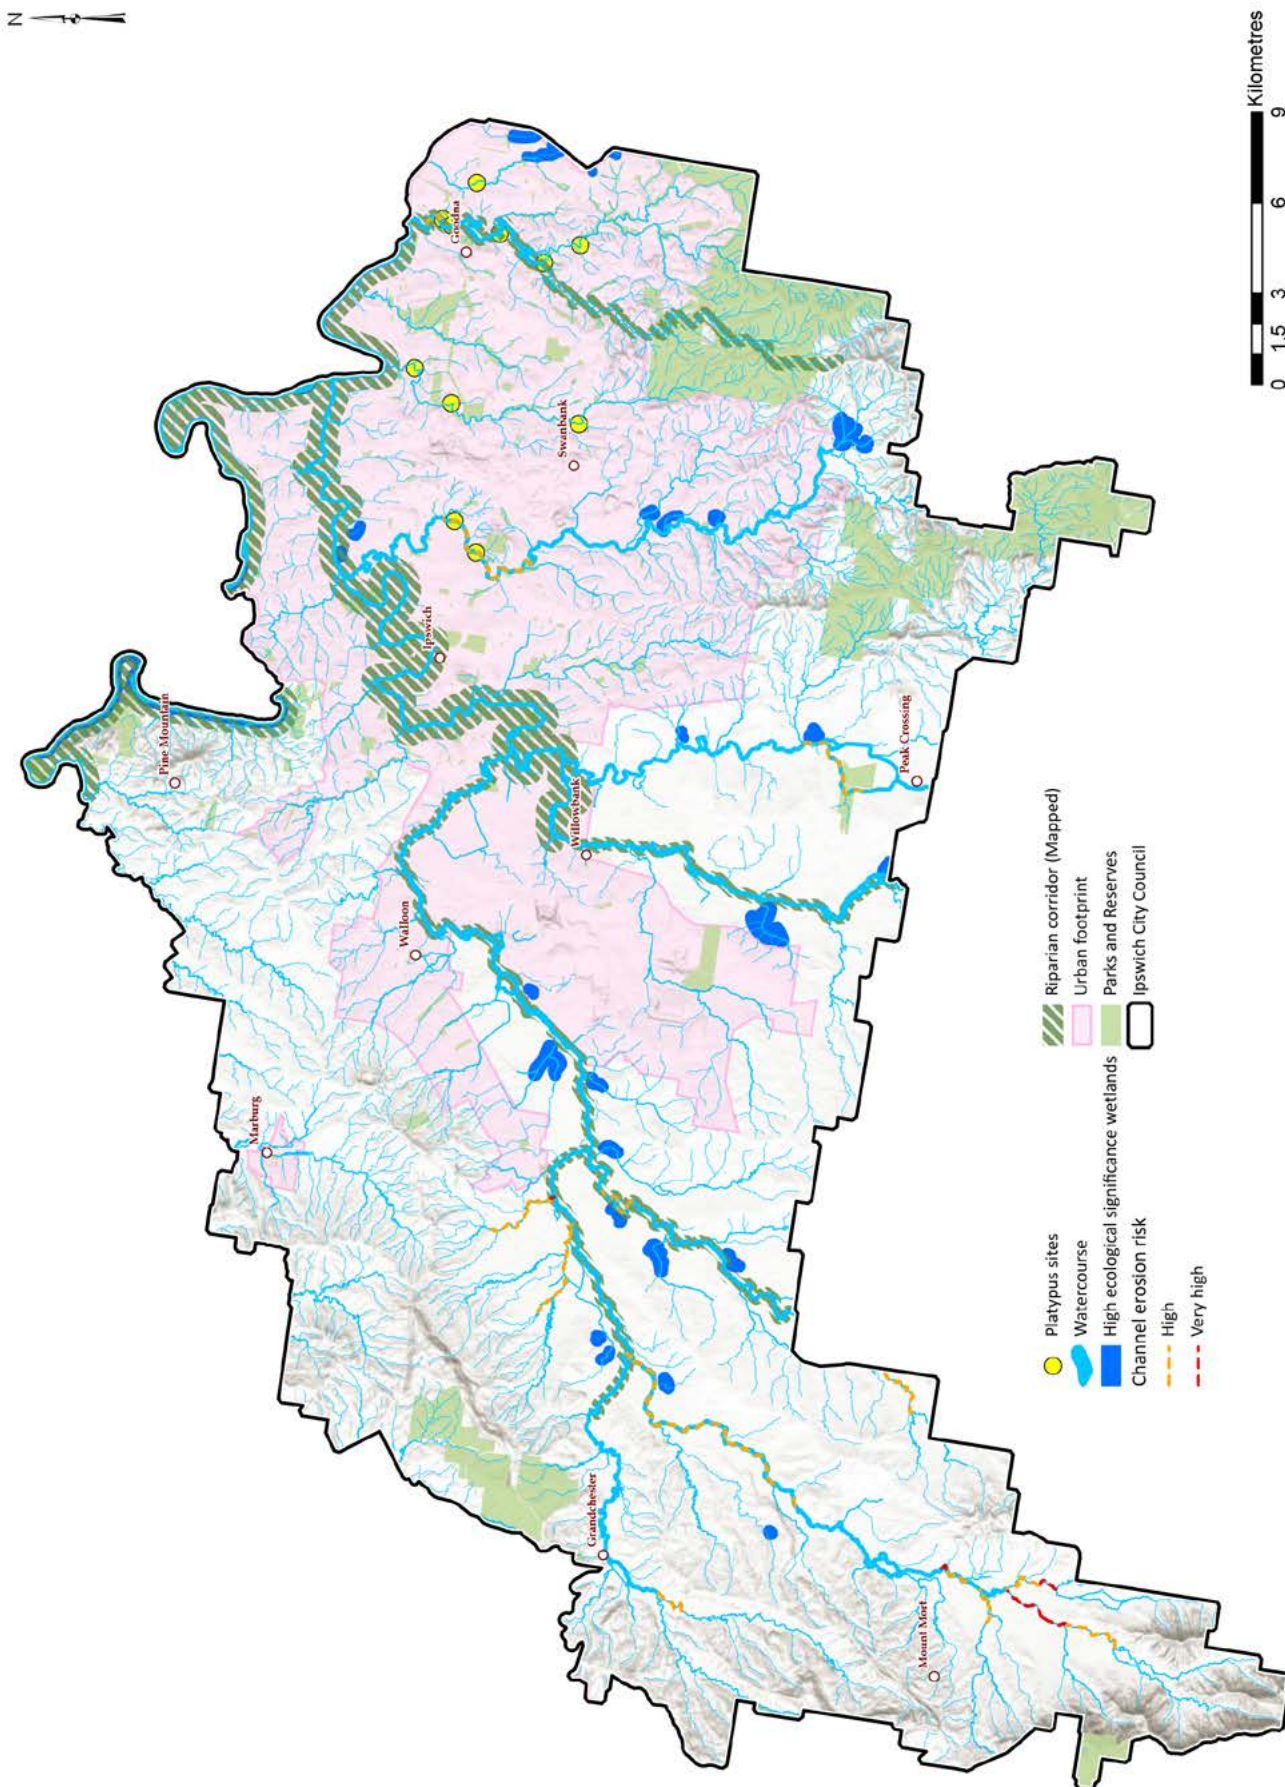 N
Pine Mountain
Goodna
Marburg
Walloon
Ipswich
Swanbank
Willowbank
Grandchester
Peak Crossing
Mount Mort
Platypus sites
Watercourse
High ecological significance wetlands
Channel erosion risk
High
Very high
Riparian corridor (Mapped)
Urban footprint
Parks and Reserves
Ipswich City Council
0 1.5 3 6 9
Kilometres